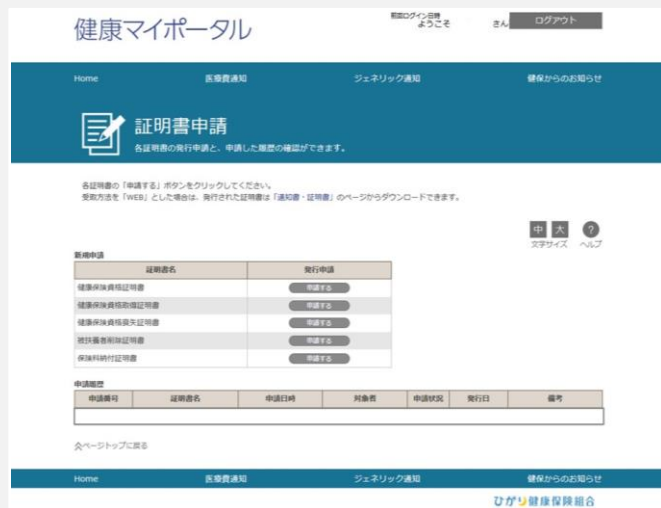 健康マイポータル
前回ログイン日時
ようこそ さん
ログアウト
Home 医療費通知 ジェネリック通知 健保からのお知らせ
証明書申請
各証明書の発行申請と、申請した履歴の確認ができます。
各証明書の「申請する」ボタンをクリックしてください。
受取方法を「WEB」とした場合は、発行された証明書は「通知書・証明書」のページからダウンロードできます。
中 大 ?
文字サイズ ヘルプ
新規申請
証明書名 発行申請
健康保険資格証明書 申請する
健康保険資格取得証明書 申請する
健康保険資格喪失証明書 申請する
被扶養者削除証明書 申請する
保険料納付証明書 申請する
申請履歴
申請番号 証明書名 申請日時 対象者 申請状況 発行日 備考
ページトップに戻る
Home 医療費通知 ジェネリック通知 健保からのお知らせ
ひかり健康保険組合